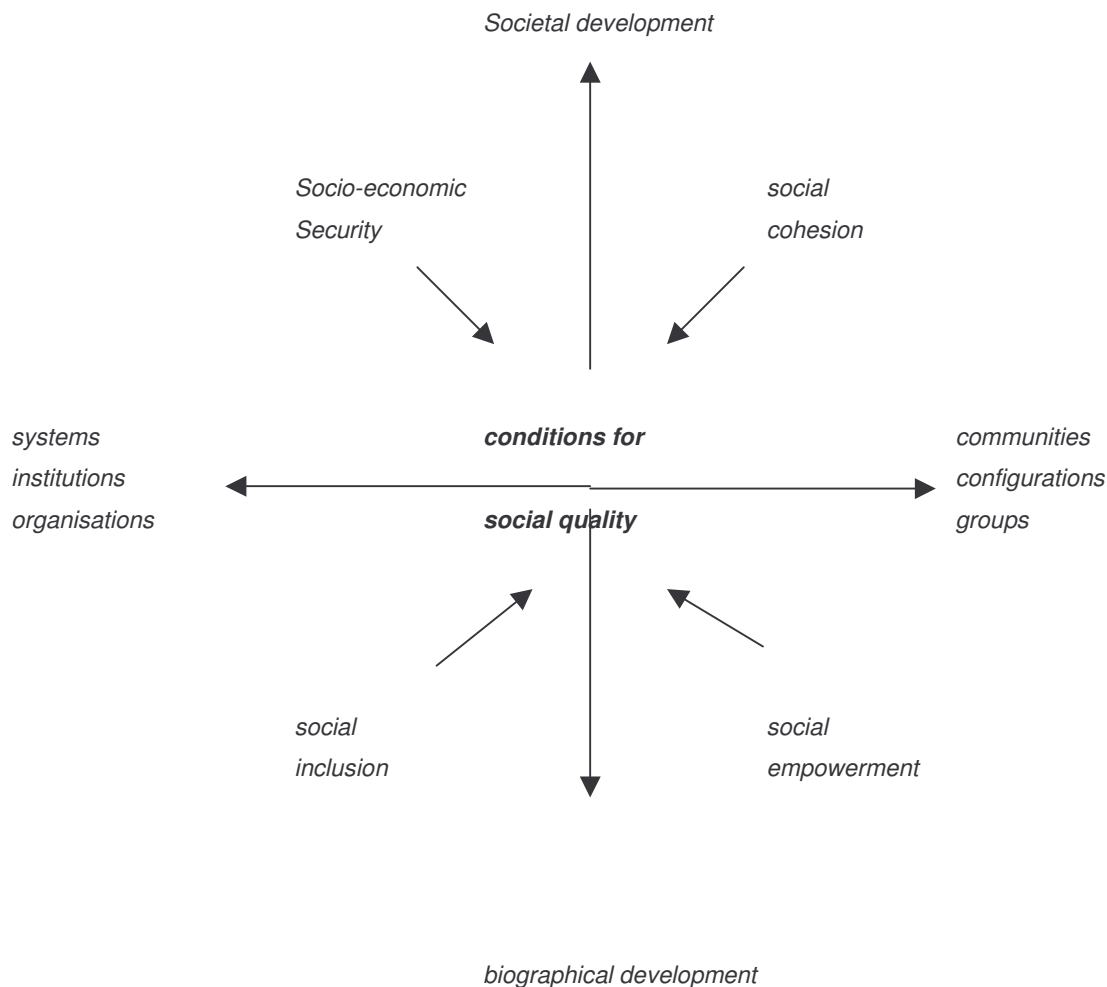 Societal development
Socio-economic
Security
social
cohesion
systems
institutions
organisations
conditions for
social quality
communities
configurations
groups
social
inclusion
social
empowerment
biographical development